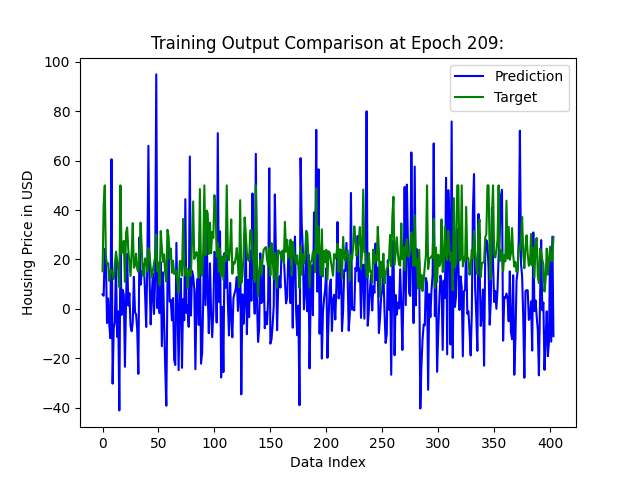 Training Output Comparison at Epoch 209:
Prediction
Target
Housing Price in USD
100
80
60
40
20
0
−20
−40
0 50 100 150 200 250 300 350 400
Data Index